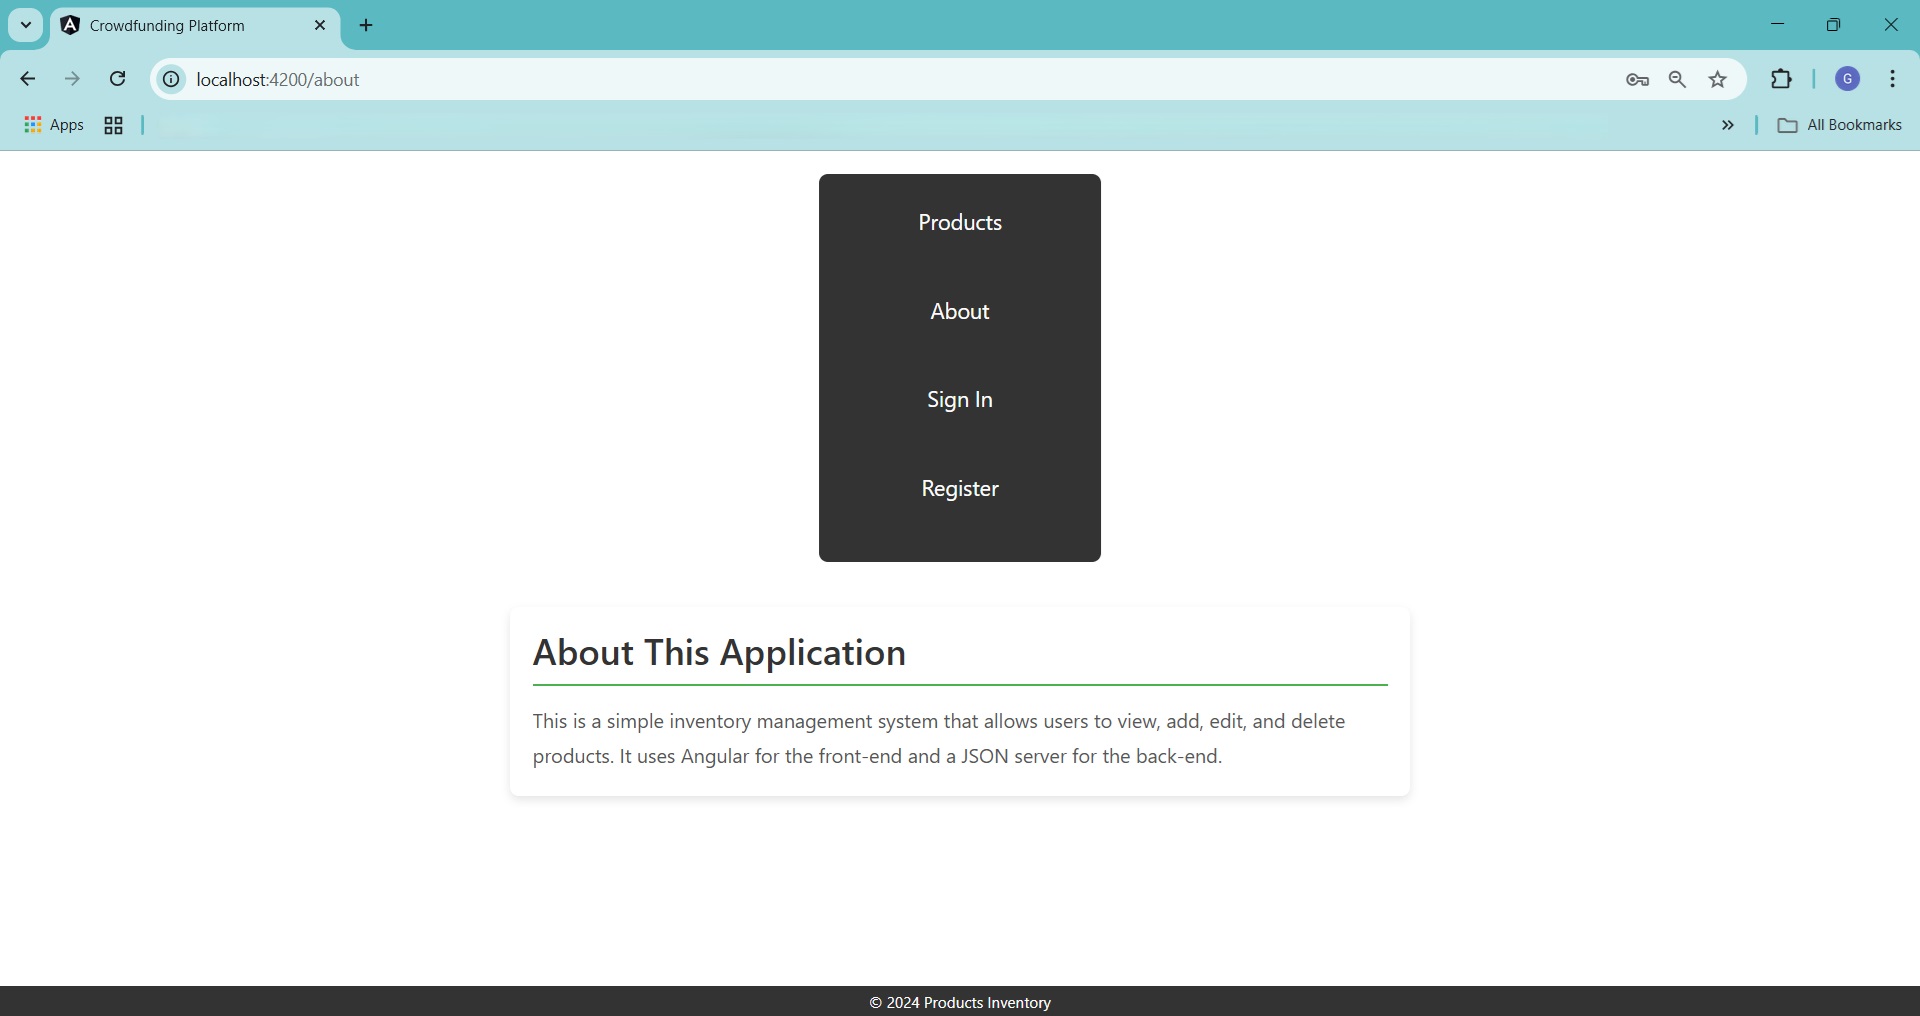 Crowdfunding Platform
localhost:4200/about
G
Apps
All Bookmarks
Products
About
Sign In
Register
About This Application
This is a simple inventory management system that allows users to view, add, edit, and delete
products. It uses Angular for the front-end and a JSON server for the back-end.
© 2024 Products Inventory